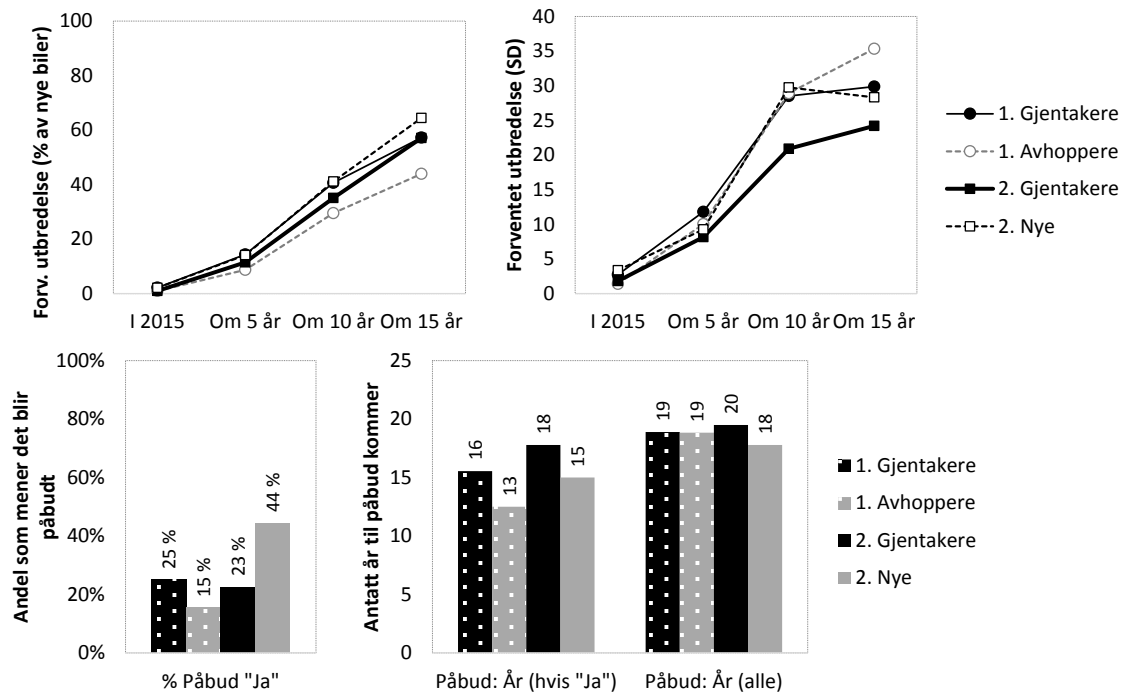 Forv. utbredelse (% av nye biler)
100
80
60
40
20
0
I 2015 Om 5 år Om 10 år Om 15 år
Forventet utbredelse (SD)
40
35
30
25
20
15
10
5
0
I 2015 Om 5 år Om 10 år Om 15 år
1. Gjentakere
1. Avhoppere
2. Gjentakere
2. Nye
Andel som mener det blir
påbudt
100%
80%
60%
40%
20%
0%
25 %
15 %
23 %
44 %
% Påbud "Ja"
Antatt år til påbud kommer
25
20
15
10
5
0
16
13
18
15
19
19
20
18
Påbud: År (hvis "Ja") Påbud: År (alle)
1. Gjentakere
1. Avhoppere
2. Gjentakere
2. Nye